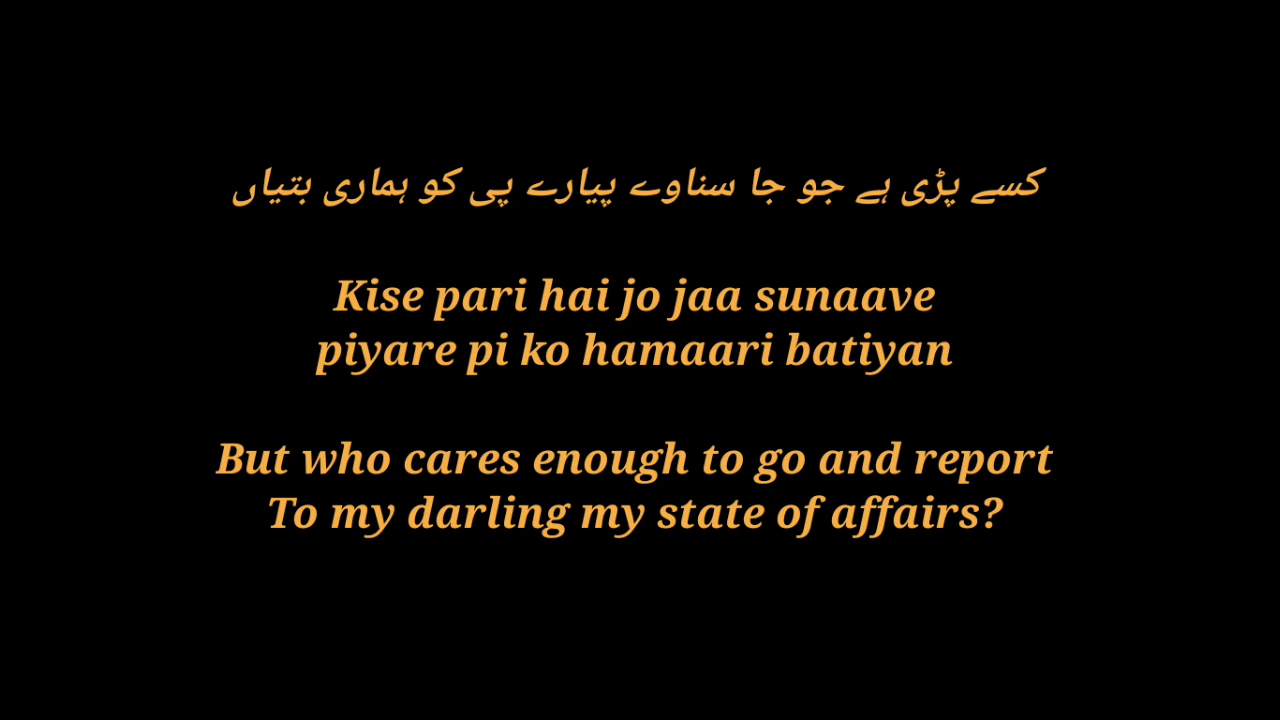 کسے پڑی ہے جو جا سناوے پیارے پی کو ہماری بتیاں
Kise pari hai jo jaa sunaave
piyare pi ko hamaari batiyan
But who cares enough to go and report
To my darling my state of affairs?